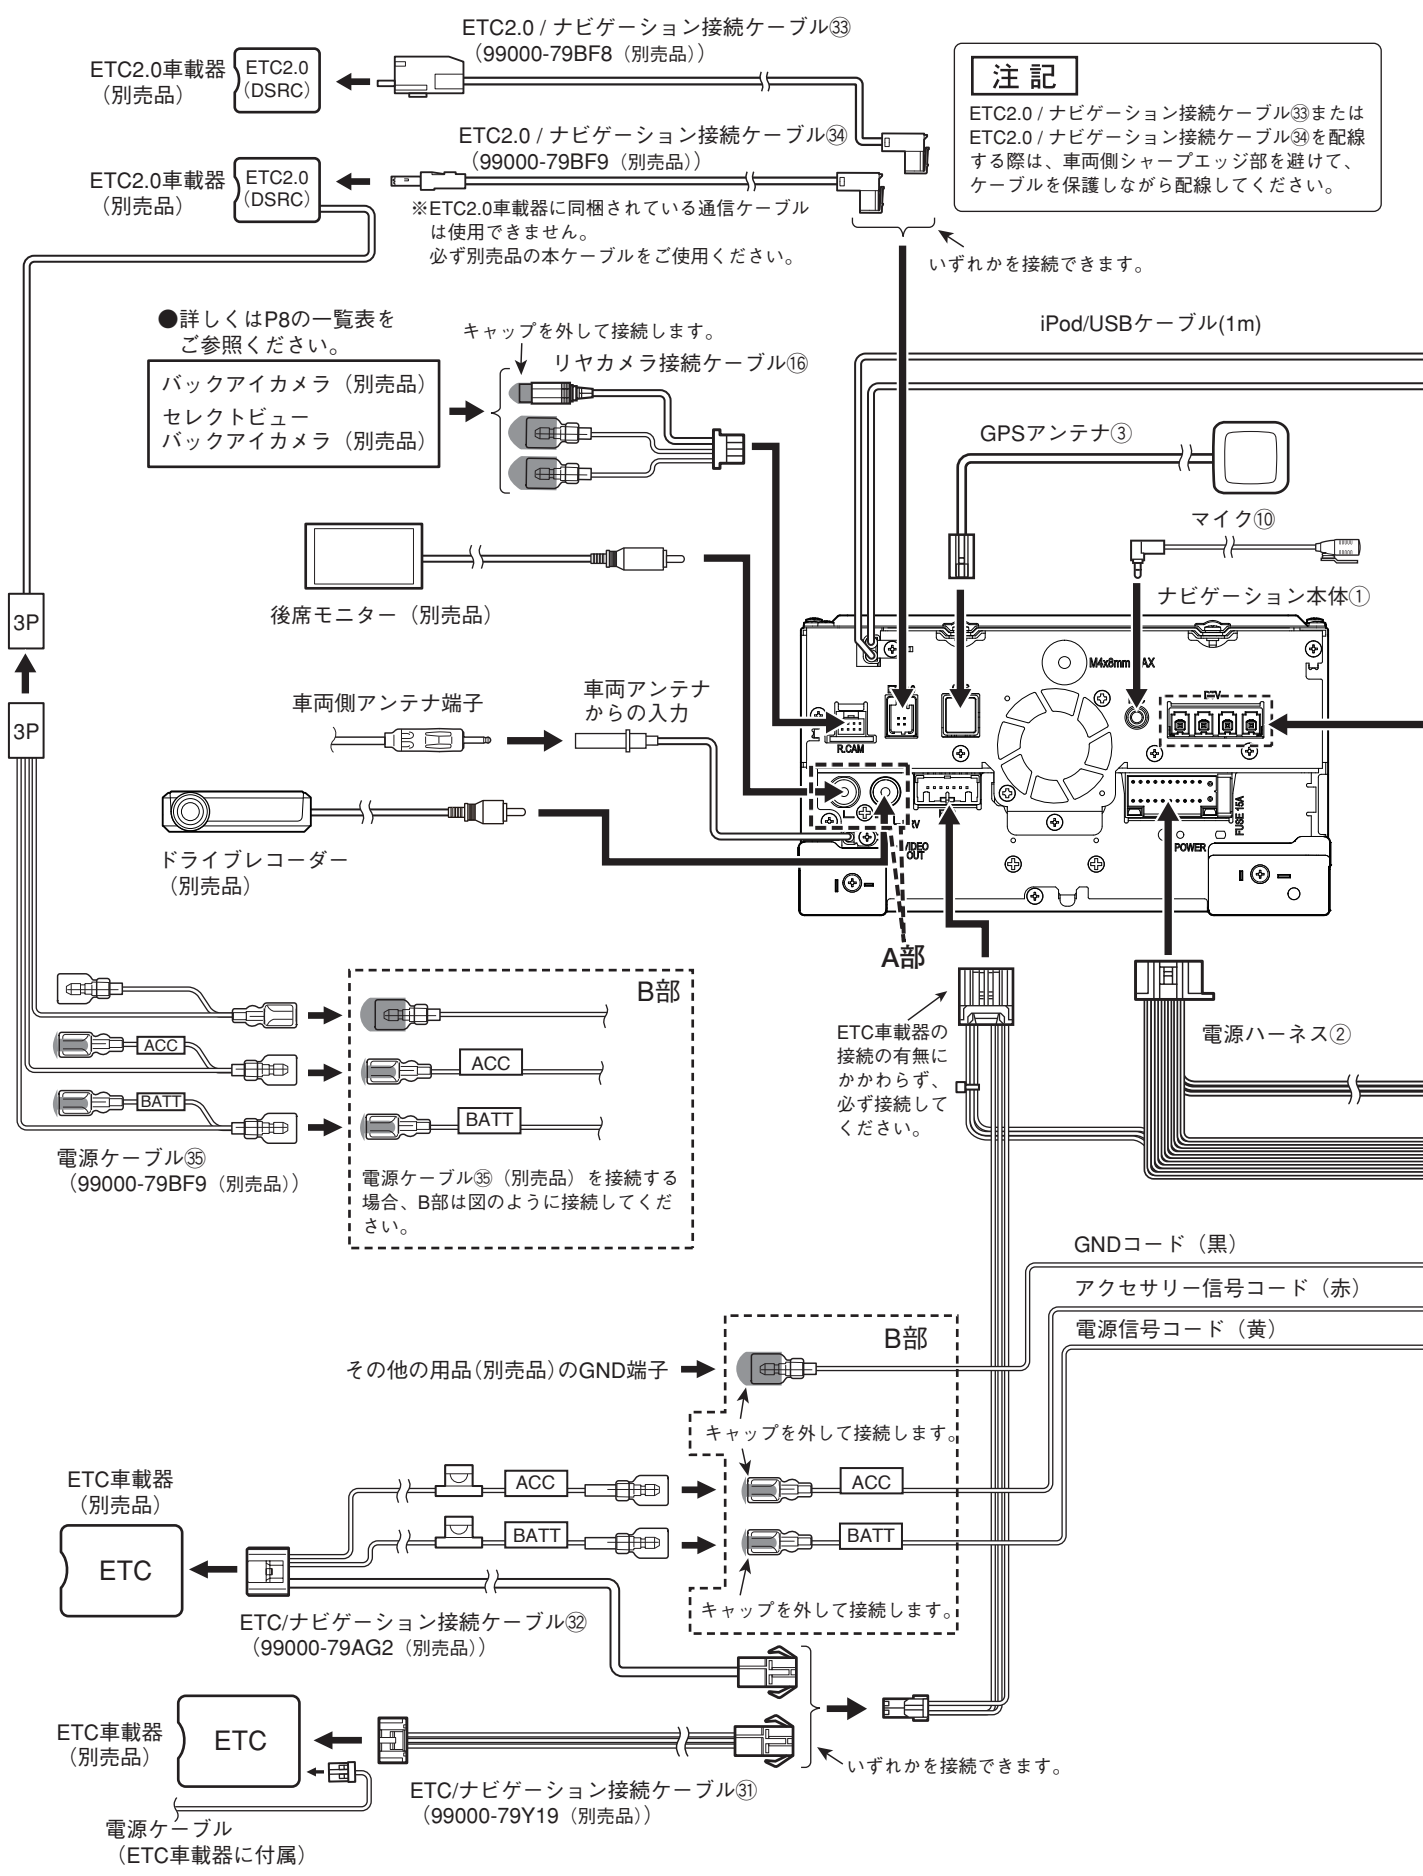 ETC2.0 / ナビゲーション接続ケーブル㉝
（99000-79BF8（別売品））
ETC2.0車載器
（別売品）
ETC2.0
（DSRC）
注 記
ETC2.0 / ナビゲーション接続ケーブル㉝または
ETC2.0 / ナビゲーション接続ケーブル㉞を配線
する際は、車両側シャープエッジ部を避けて、
ケーブルを保護しながら配線してください。
ETC2.0 / ナビゲーション接続ケーブル㉞
（99000-79BF9（別売品））
ETC2.0車載器
（別売品）
ETC2.0
（DSRC）
※ETC2.0車載器に同梱されている通信ケーブル
は使用できません。
必ず別売品の本ケーブルをご使用ください。
いずれかを接続できます。
●詳しくはP8の一覧表を
ご参照ください。
バックアイカメラ（別売品）
セレクトビュー
バックアイカメラ（別売品）
キャップを外して接続します。
リヤカメラ接続ケーブル⑯
iPod/USBケーブル(1m)
GPSアンテナ③
マイク⑩
ナビゲーション本体①
後席モニター（別売品）
3P
3P
車両側アンテナ端子
車両アンテナ
からの入力
M4x8mm
R.CAM
FUSE 15A
POWER
OUT
ドライブレコーダー
（別売品）
A部
ETC車載器の
接続の有無に
かかわらず、
必ず接続して
ください。
電源ハーネス②
B部
ACC
ACC
BATT
BATT
電源ケーブル㉟
（99000-79BF9（別売品））
電源ケーブル㉟（別売品）を接続する
場合、B部は図のように接続してくだ
さい。
GNDコード（黒）
アクセサリー信号コード（赤）
電源信号コード（黄）
B部
その他の用品（別売品）のGND端子
キャップを外して接続します。
ETC車載器
（別売品）
ETC
ACC
ACC
BATT
BATT
キャップを外して接続します。
ETC/ナビゲーション接続ケーブル㉜
（99000-79AG2（別売品））
ETC車載器
（別売品）
ETC
いずれかを接続できます。
ETC/ナビゲーション接続ケーブル㉛
（99000-79Y19（別売品））
電源ケーブル
（ETC車載器に付属）